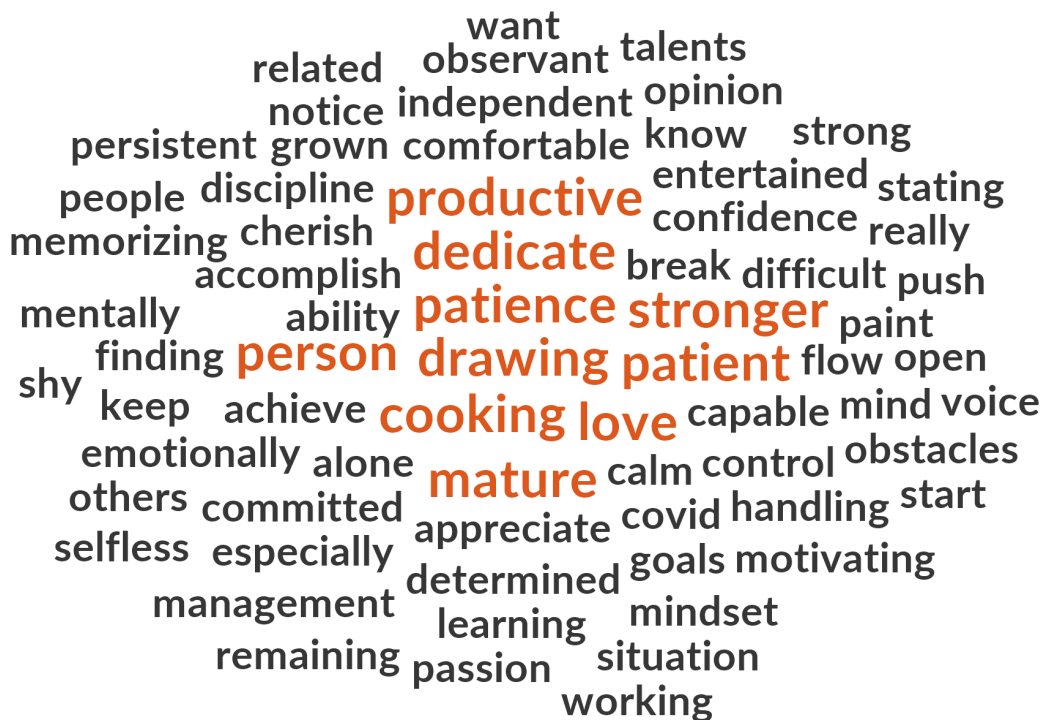 want
related observant talents
notice independent opinion
persistent grown comfortable know strong
people discipline productive entertained stating
memorizing cherish dedicate confidence really
accomplish break difficult push
mentally ability patience stronger paint
finding person drawing patient flow open
shy keep achieve cooking love capable mind voice
emotionally alone mature calm control obstacles
others committed appreciate covid handling start
selfless especially determined goals motivating
management learning mindset
remaining passion situation
working